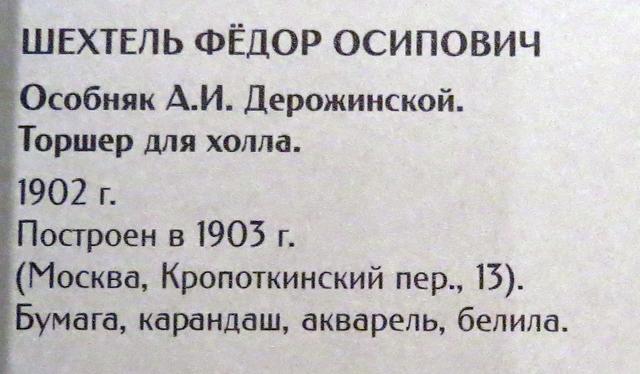 ШЕХТЕЛЬ ФЁДОР ОСИПОВИЧ
Особняк А.И. Дерожинской.
Торшер для холла.
1902 г.
Построен в 1903 г.
(Москва, Кропоткинский пер., 13).
Бумага, карандаш, акварель, белила.